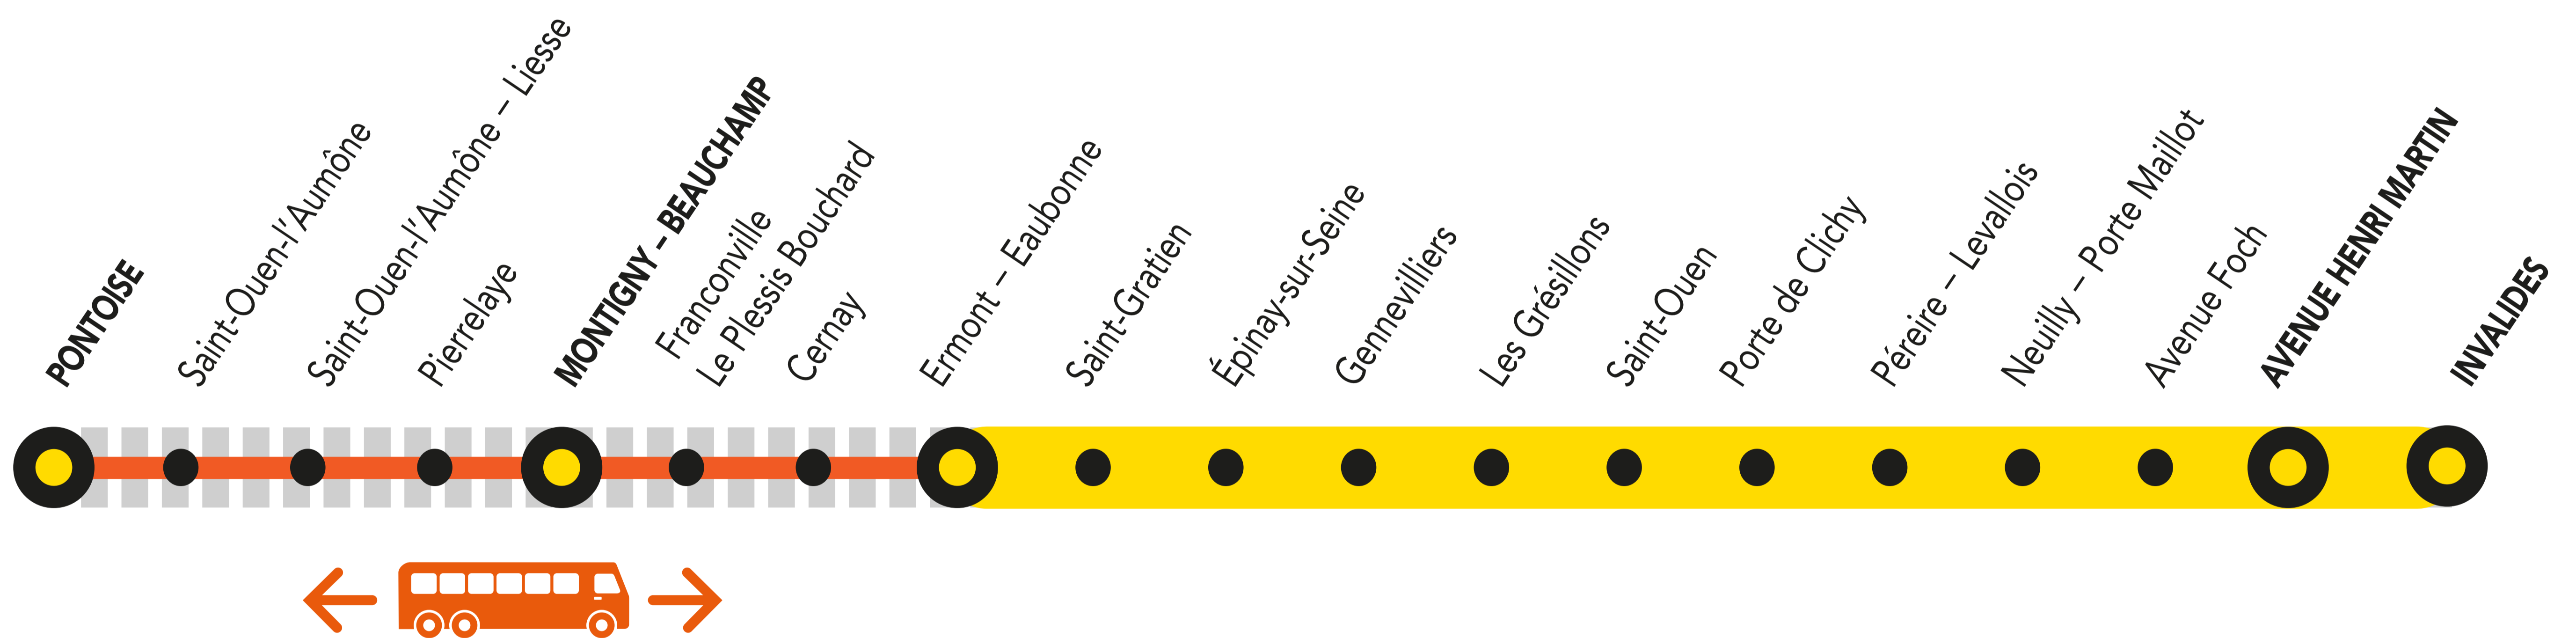 PONTOISE
Saint-Ouen-l'Aumône
Saint-Ouen-l'Aumône – Liesse
Pierrelaye
MONTIGNY – BEAUCHAMP
Franconville
Le Plessis Bouchard
Cernay
Ermont – Eaubonne
Saint-Gratien
Épinay-sur-Seine
Gennevilliers
Les Grésillons
Saint-Ouen
Porte de Clichy
Péreire – Levallois
Neuilly – Porte Maillot
Avenue Foch
AVENUE HENRI MARTIN
INVALIDES